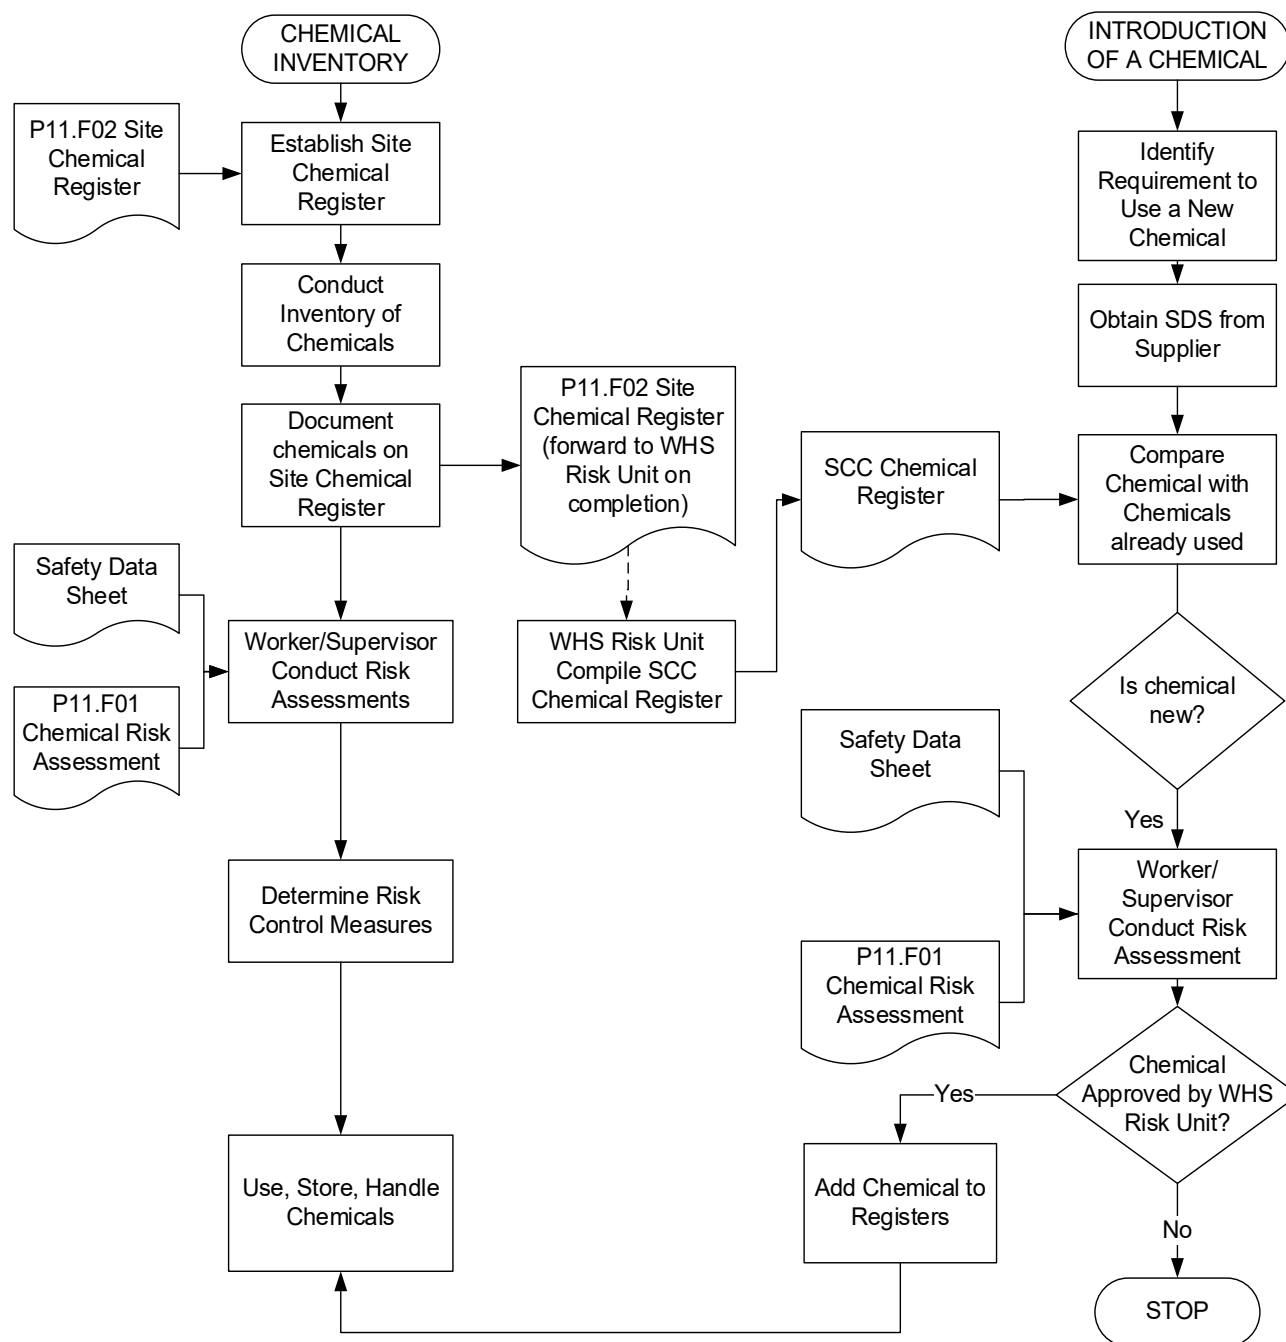 CHEMICAL
INVENTORY
P11.F02 Site
Chemical
Register
Establish Site
Chemical
Register
Conduct
Inventory of
Chemicals
Document
chemicals on
Site Chemical
Register
P11.F02 Site
Chemical Register
(forward to WHS
Risk Unit on
completion)
WHS Risk Unit
Compile SCC
Chemical Register
SCC Chemical
Register
Safety Data
Sheet
P11.F01
Chemical Risk
Assessment
Worker/Supervisor
Conduct Risk
Assessments
Determine Risk
Control Measures
Use, Store, Handle
Chemicals
INTRODUCTION
OF A CHEMICAL
Identify
Requirement to
Use a New
Chemical
Obtain SDS from
Supplier
Compare
Chemical with
Chemicals
already used
Is chemical
new?
Yes
Safety Data
Sheet
P11.F01
Chemical Risk
Assessment
Worker/
Supervisor
Conduct Risk
Assessment
Chemical
Approved by WHS
Risk Unit?
Yes
Add Chemical to
Registers
No
STOP